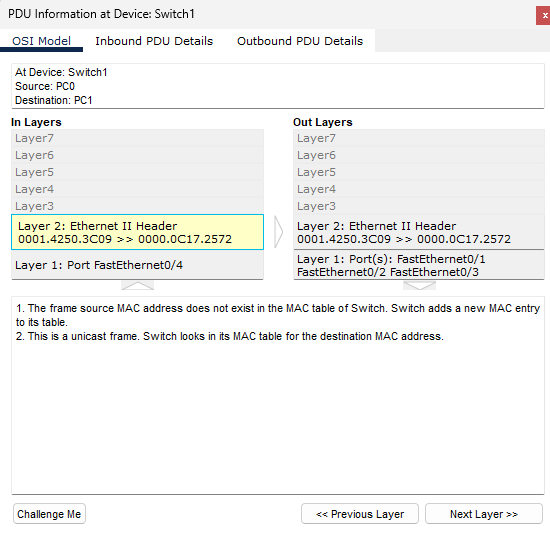 PDU Information at Device: Switch1
x
OSI Model Inbound PDU Details Outbound PDU Details
At Device: Switch1
Source: PC0
Destination: PC1
In Layers
Layer7
Layer6
Layer5
Layer4
Layer3
Layer 2: Ethernet II Header
0001.4250.3C09 >> 0000.0C17.2572
Layer 1: Port FastEthernet0/4
Out Layers
Layer7
Layer6
Layer5
Layer4
Layer3
Layer 2: Ethernet II Header
0001.4250.3C09 >> 0000.0C17.2572
Layer 1: Port(s): FastEthernet0/1
FastEthernet0/2 FastEthernet0/3
1. The frame source MAC address does not exist in the MAC table of Switch. Switch adds a new MAC entry
to its table.
2. This is a unicast frame. Switch looks in its MAC table for the destination MAC address.
Challenge Me
<< Previous Layer
Next Layer >>